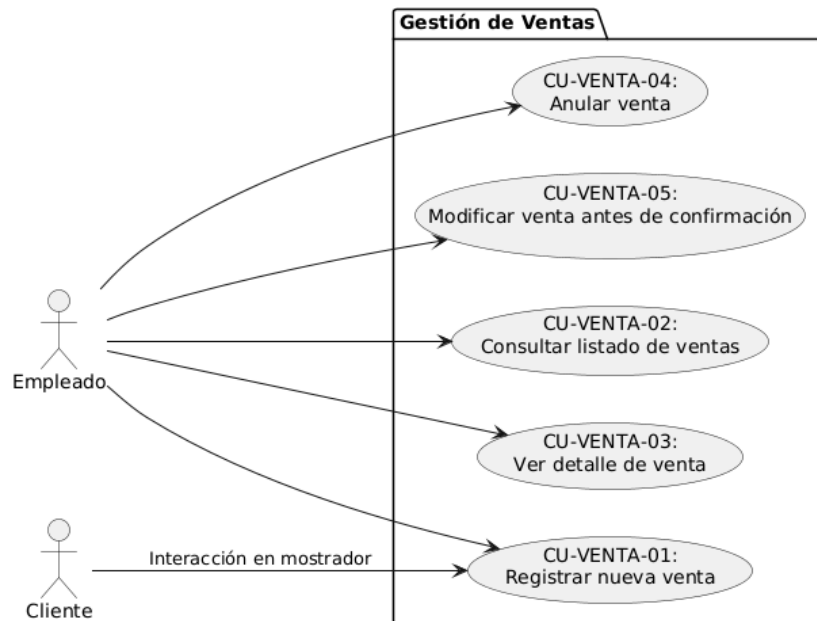 Gestión de Ventas
CU-VENTA-04:
Anular venta
CU-VENTA-05:
Modificar venta antes de confirmación
CU-VENTA-02:
Consultar listado de ventas
Empleado
CU-VENTA-03:
Ver detalle de venta
Interacción en mostrador
CU-VENTA-01:
Registrar nueva venta
Cliente